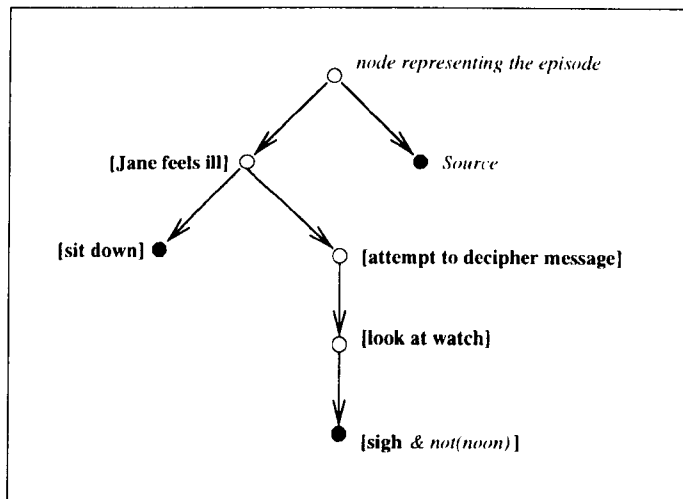 node representing the episode
[Jane feels ill]
Source
[sit down]
[attempt to decipher message]
[look at watch]
[sigh & not(noon) ]